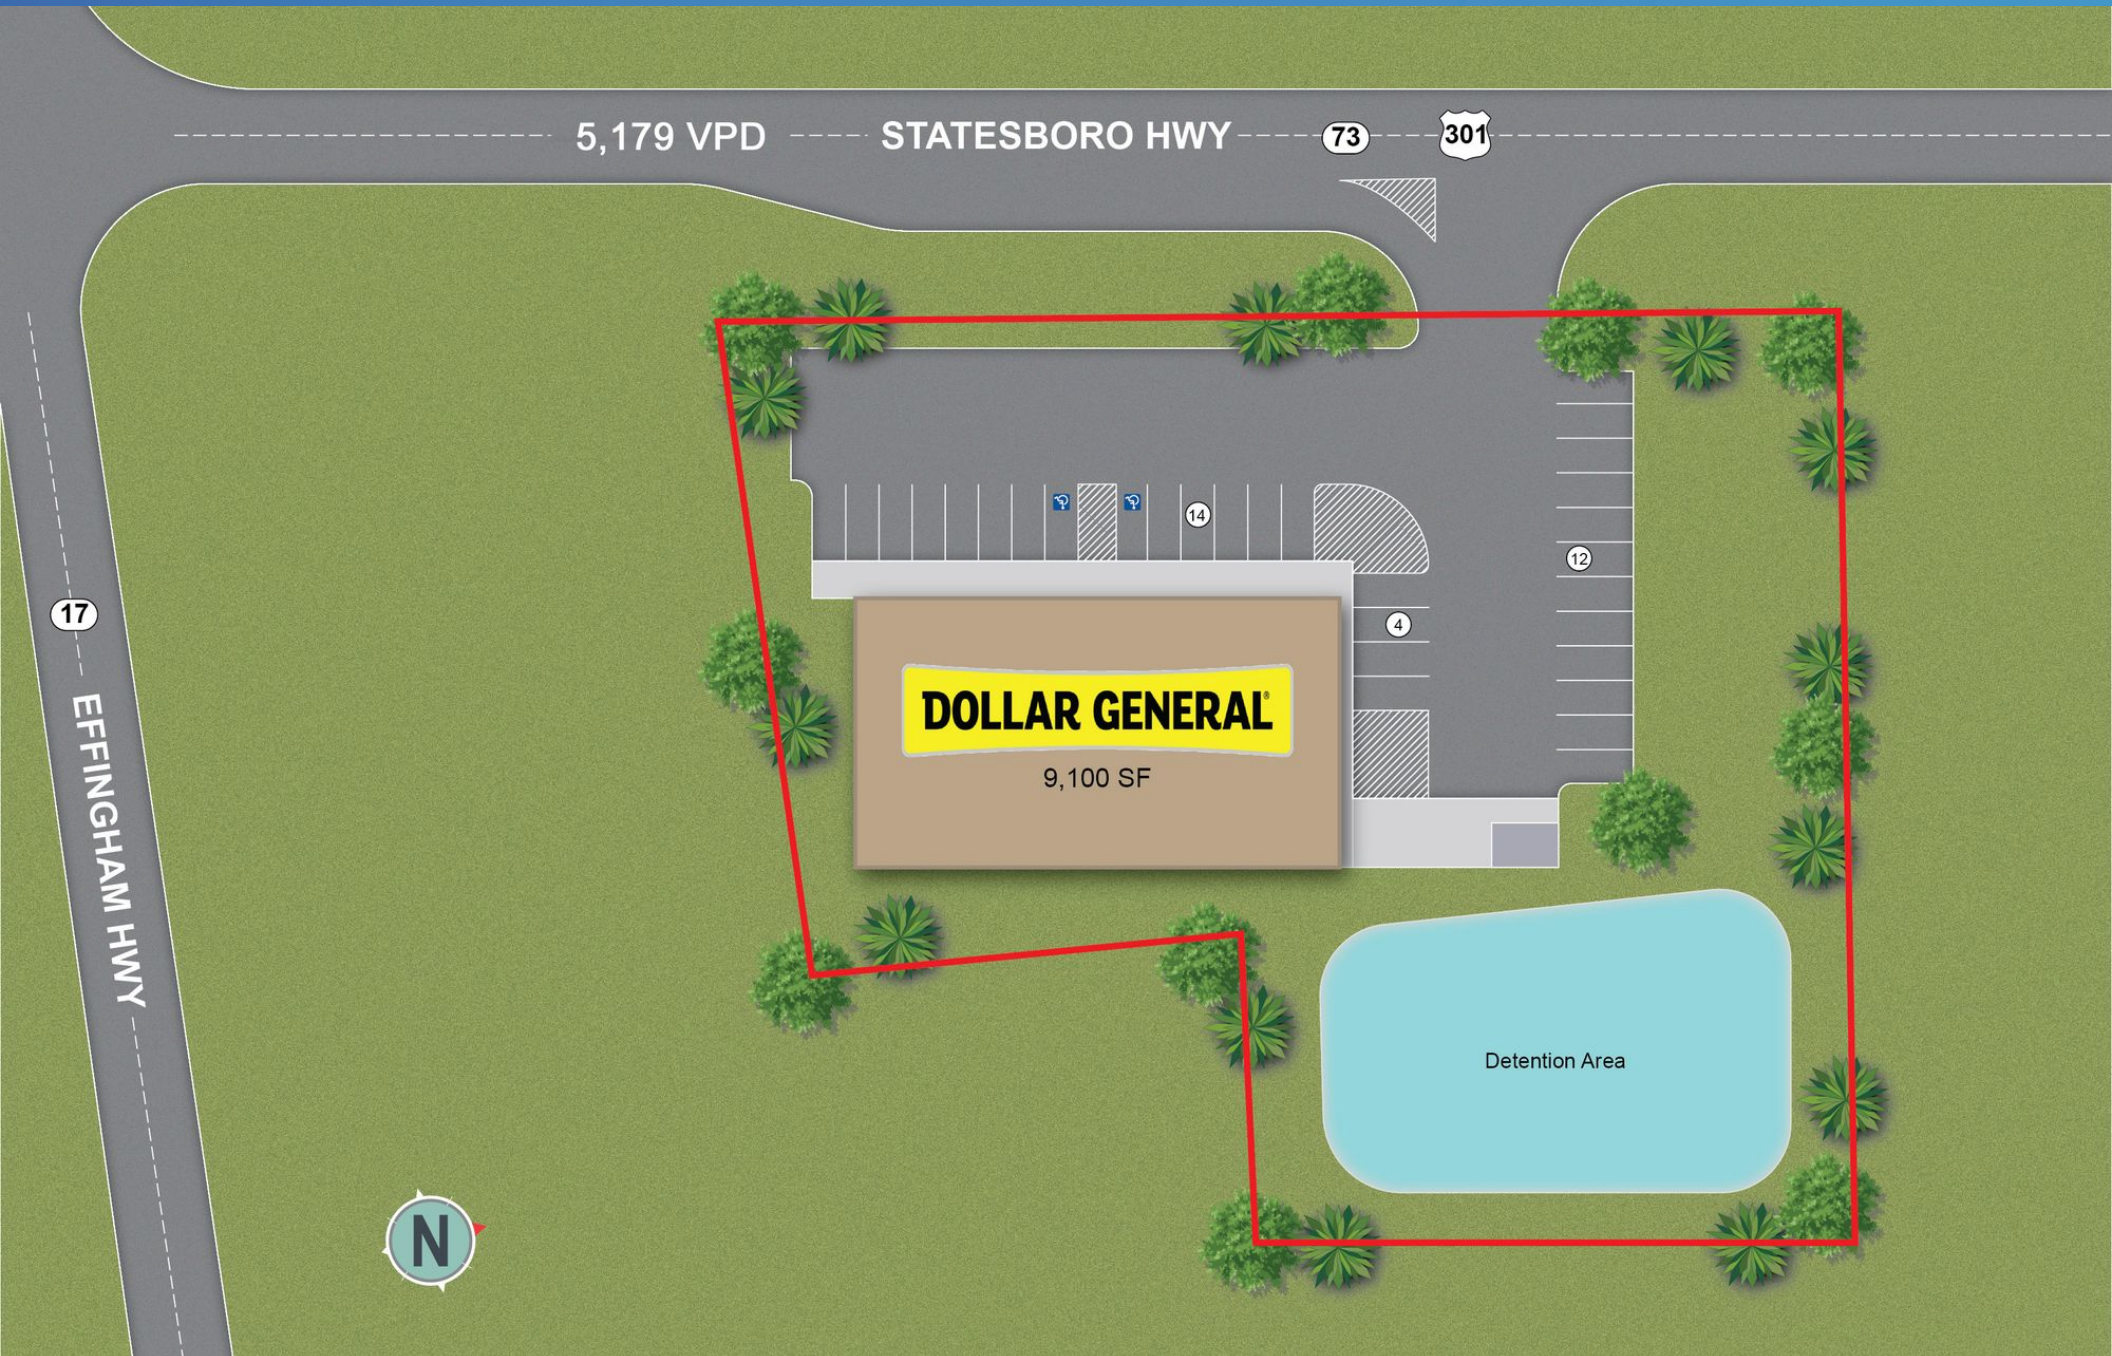 5,179 VPD STATESBORO HWY 73 301
14
12
17
4
EFFINGHAM HWY
DOLLAR GENERAL®
9,100 SF
Detention Area
N